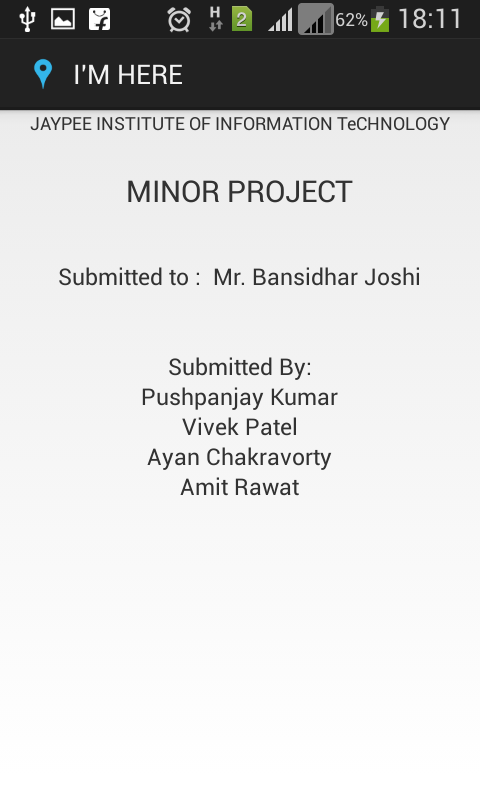 H 2 62% 18:11
I'M HERE
JAYPEE INSTITUTE OF INFORMATION TeCHNOLOGY
MINOR PROJECT
Submitted to :  Mr. Bansidhar Joshi
Submitted By:
Pushpanjay Kumar
Vivek Patel
Ayan Chakravorty
Amit Rawat